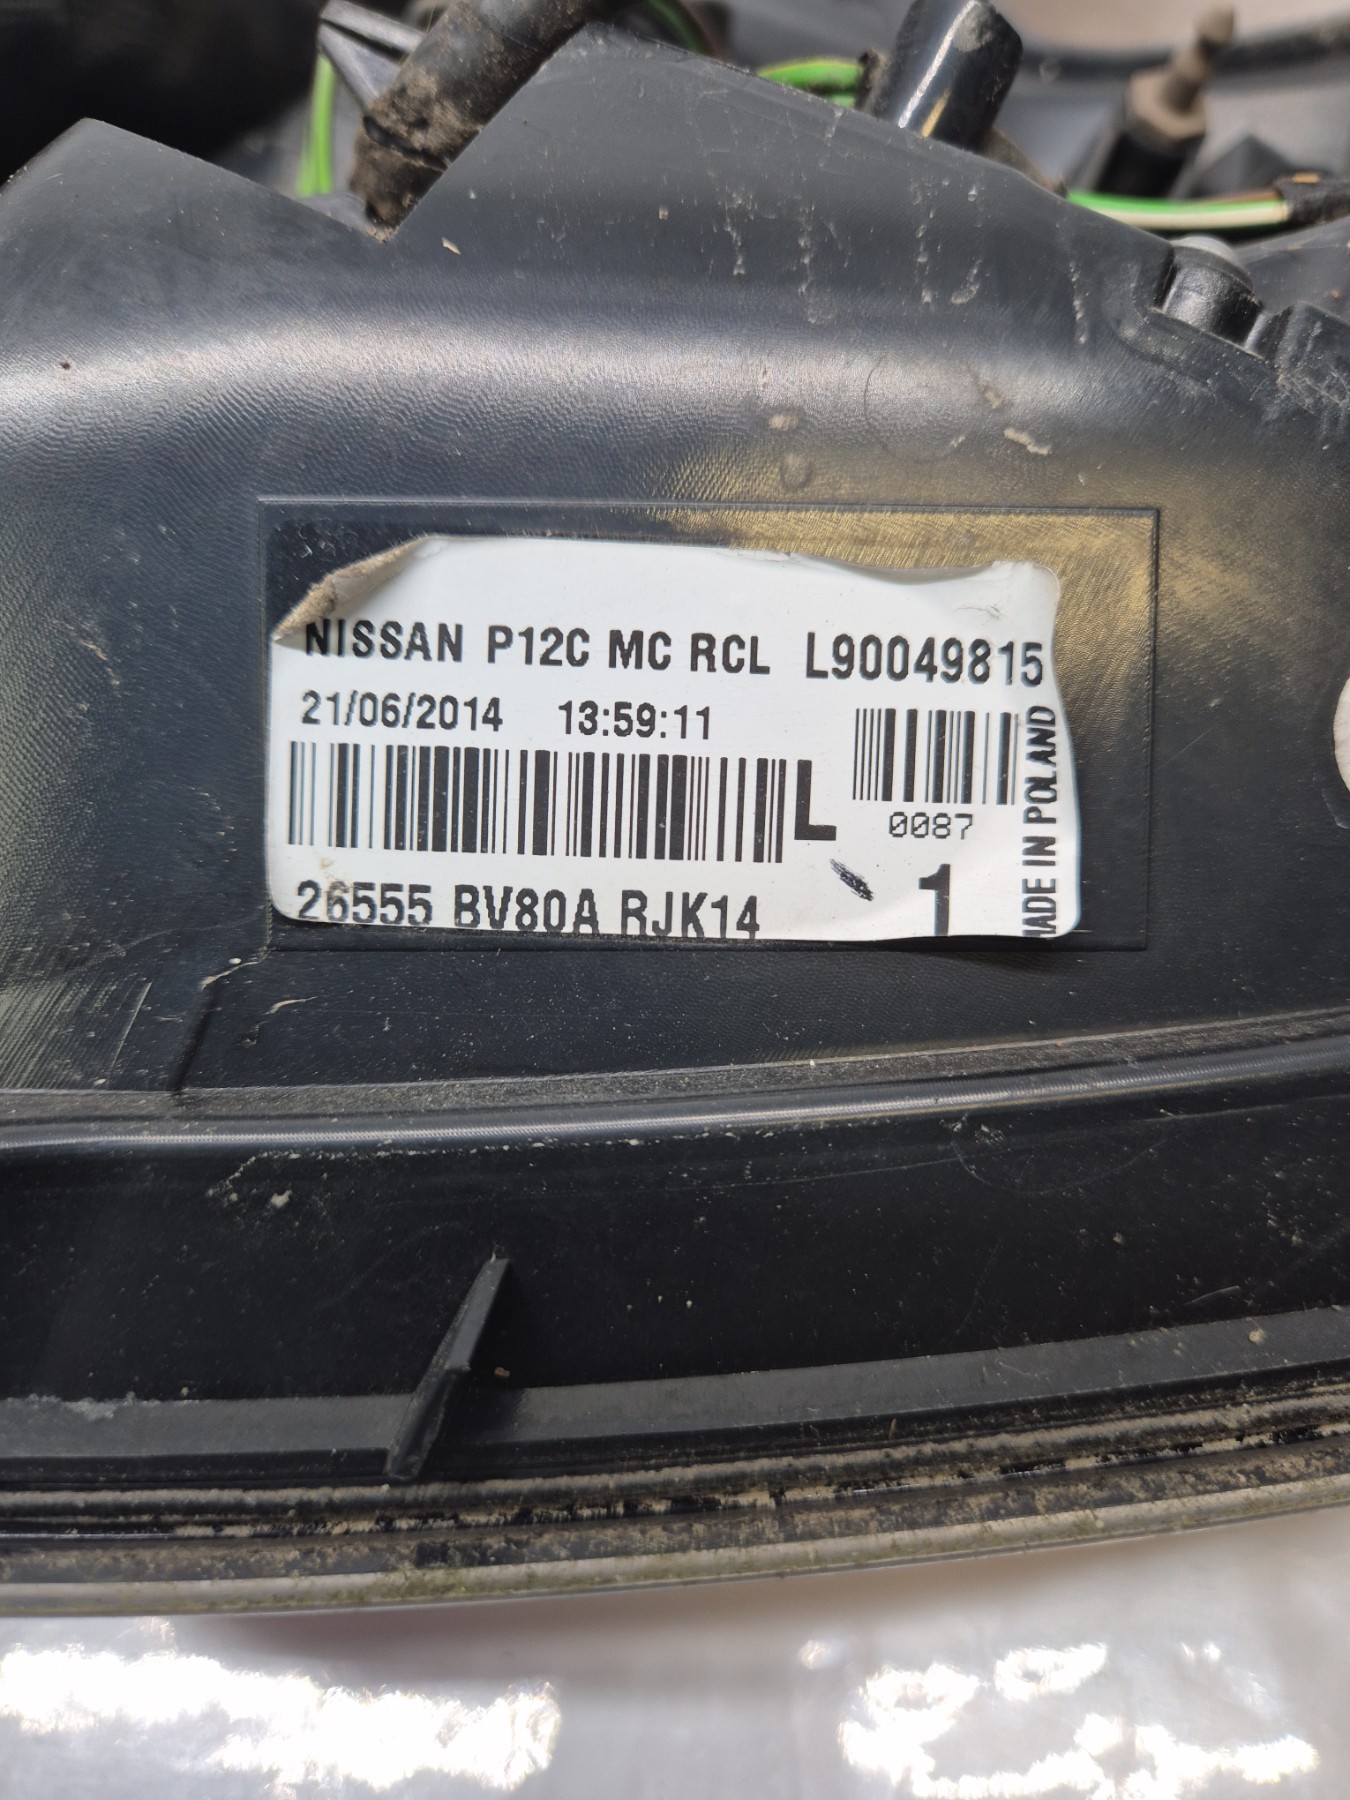 NISSAN P12C MC RCL L90049815
21/06/2014 13:59:11
L
0087
26555 BV80A RJK14
1
MADE IN POLAND